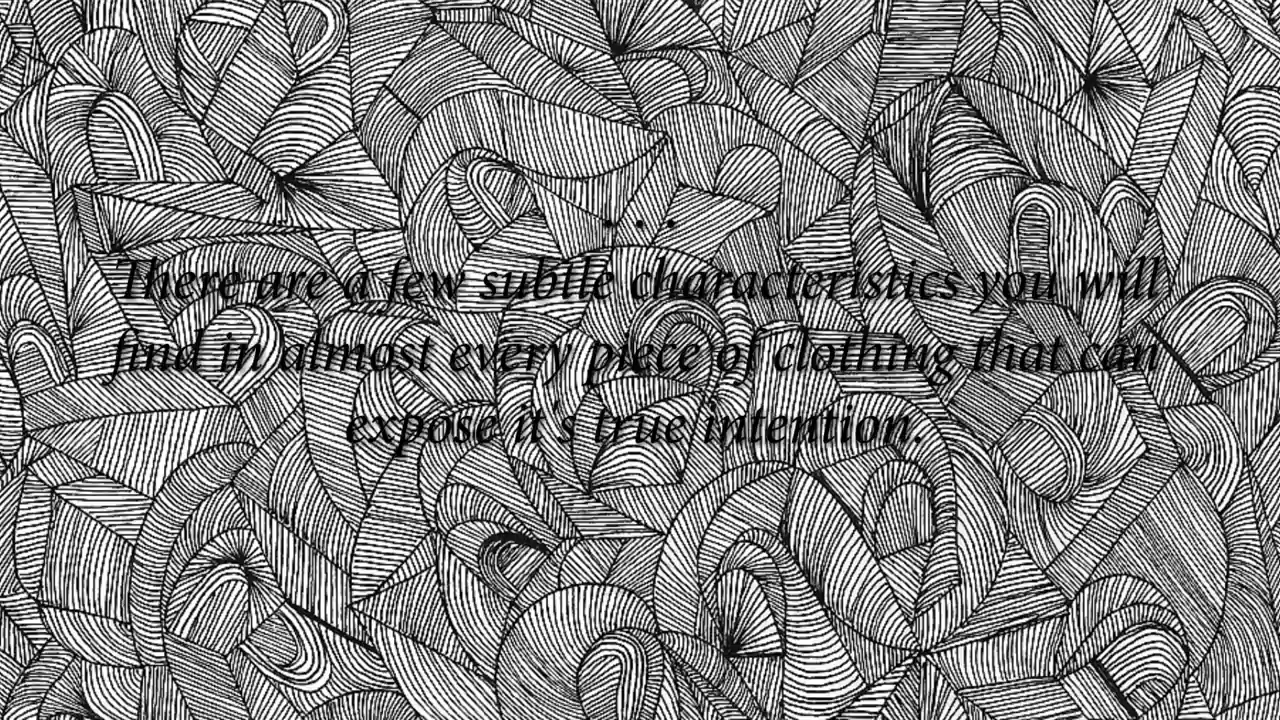 . . .
There are a few subtle characteristics you will
find in almost every piece of clothing that can
expose it's true intention.